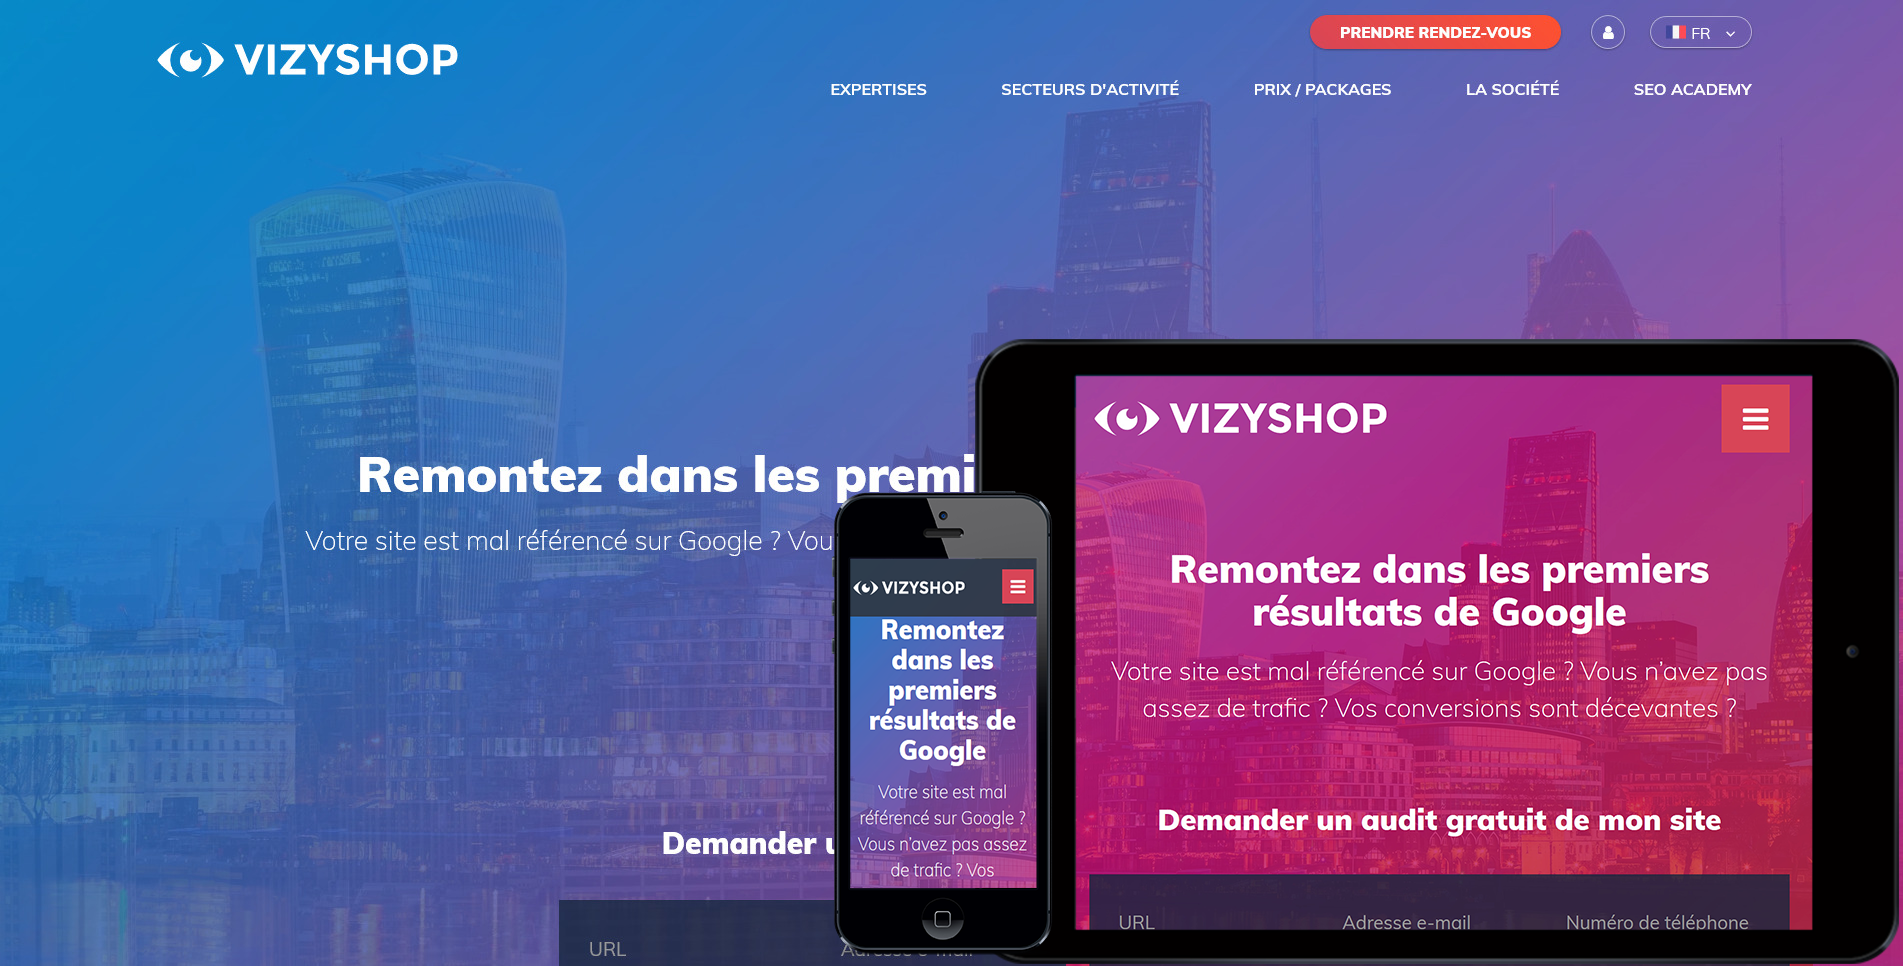 PRENDRE RENDEZ-VOUS
FR
VIZYSHOP
EXPERTISES
SECTEURS D'ACTIVITÉ
PRIX / PACKAGES
LA SOCIÉTÉ
SEO ACADEMY
Remontez dans les premi
Votre site est mal référencé sur Google ? Vou
Demander u
URL
Adresse e-mail
VIZYSHOP
Remontez
dans les
premiers
résultats de
Google
Votre site est mal
référencé sur Google ?
Vous n'avez pas assez
de trafic ? Vos
VIZYSHOP
Remontez dans les premiers
résultats de Google
Votre site est mal référencé sur Google ? Vous n'avez pas
assez de trafic ? Vos conversions sont décevantes ?
Demander un audit gratuit de mon site
URL
Adresse e-mail
Numéro de téléphone